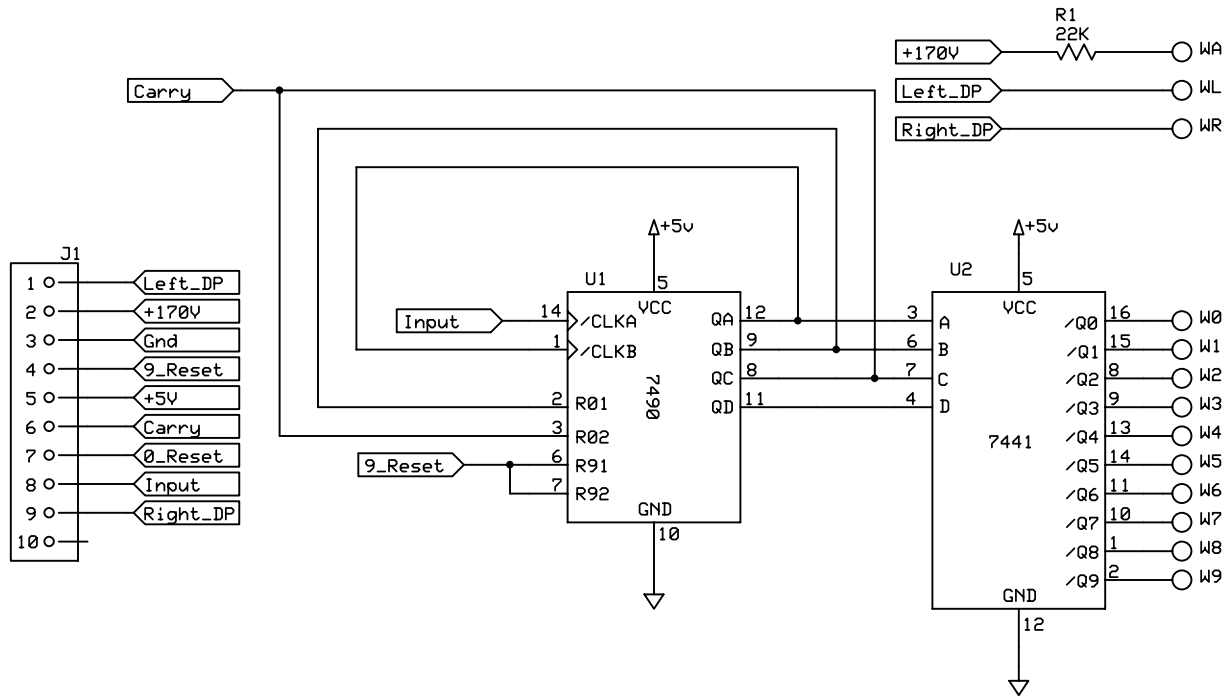 R1
22K
+170V
WA
Carry
Left_DP
WL
Right_DP
WR
J1
1
Left_DP
2
+170V
3
Gnd
4
9_Reset
5
+5V
6
Carry
7
0_Reset
8
Input
9
Right_DP
10
+5v
U1
5
VCC
Input
14
/CLKA
1
/CLKB
2
R01
3
R02
9_Reset
6
R91
7
R92
7490
QA
12
QB
9
QC
8
QD
11
GND
10
+5v
U2
5
VCC
3
A
6
B
7
C
4
D
7441
/Q0
16
W0
/Q1
15
W1
/Q2
8
W2
/Q3
9
W3
/Q4
13
W4
/Q5
14
W5
/Q6
11
W6
/Q7
10
W7
/Q8
1
W8
/Q9
2
W9
GND
12